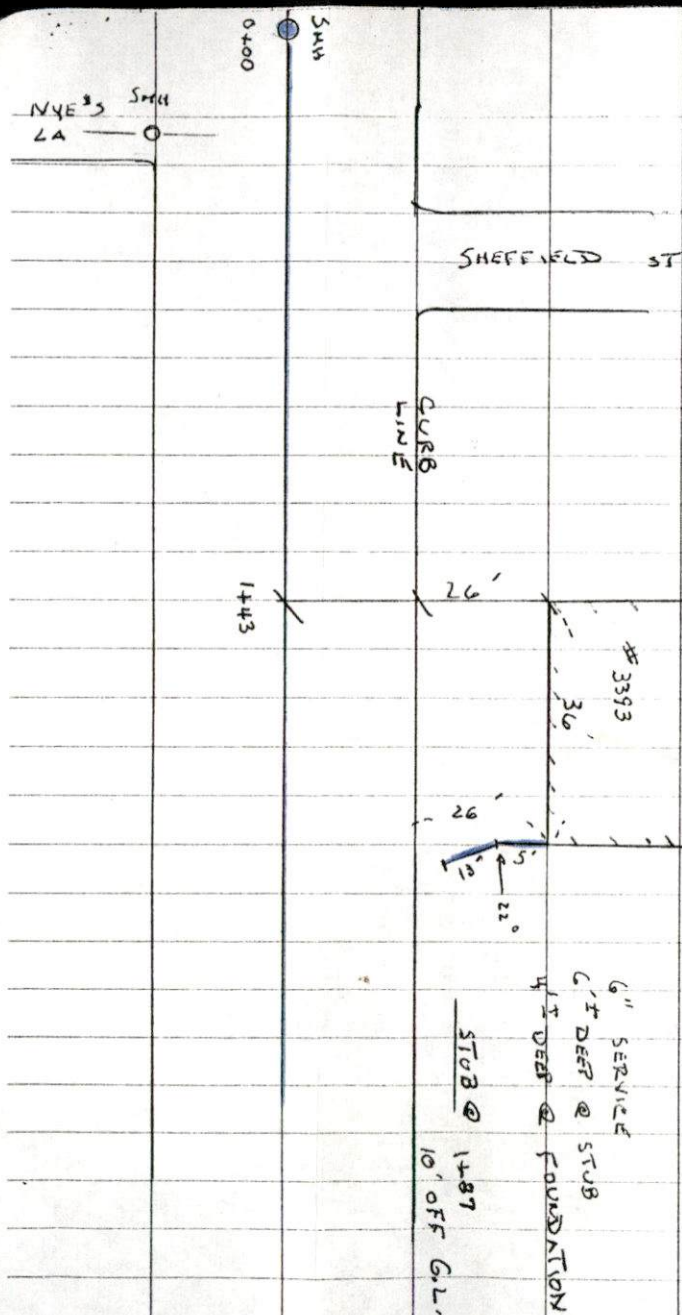 SMH
0+00
NYE'S
LA
SMH
SHEFFIELD ST
CURB
LINE
1+43
26'
# 3393
36'
26'
5'
13'
22°
6" SERVICE
6'± DEEP @ STUB
4'± DEEP @ FOUNDATION
STUB @ 1+87
10' OFF C.L.